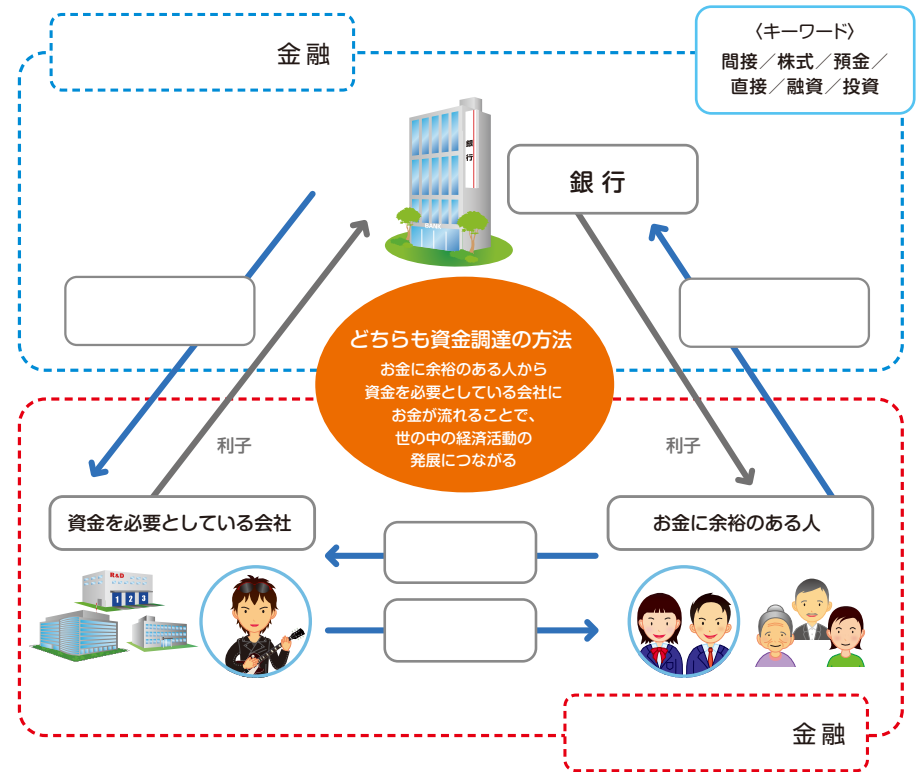 金融
〈キーワード〉
間接／株式／預金／
直接／融資／投資
銀行
BANK
銀行
どちらも資金調達の方法
お金に余裕のある人から
資金を必要としている会社に
お金が流れることで、
世の中の経済活動の
発展につながる
利子
利子
資金を必要としている会社
お金に余裕のある人
R&D
1 2 3
金融